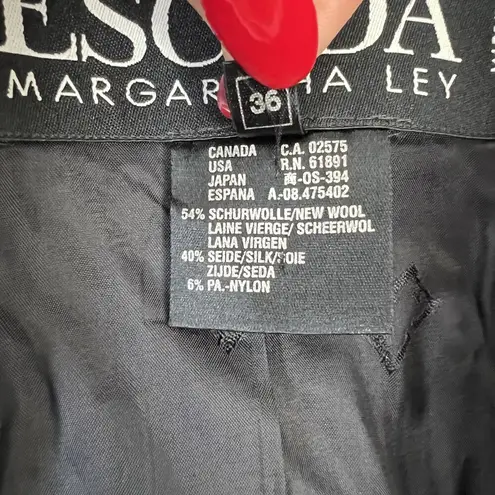 MARGAR HA LEY
36
CANADA C.A. 02575
USA R.N. 61891
JAPAN 商-OS-394
ESPANA A.-08.475402
54% SCHURWOLLE/NEW WOOL
LAINE VIERGE/ SCHEERWOL
LANA VIRGEN
40% SEIDE/SILK/SOIE
ZIJDE/SEDA
6% PA.-NYLON